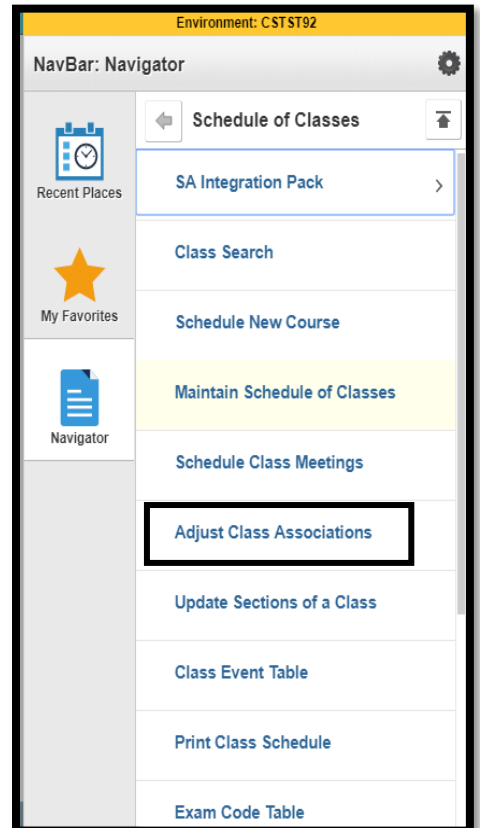 Environment: CSTST92
NavBar: Navigator
Schedule of Classes
Recent Places
SA Integration Pack
Class Search
My Favorites
Schedule New Course
Maintain Schedule of Classes
Navigator
Schedule Class Meetings
Adjust Class Associations
Update Sections of a Class
Class Event Table
Print Class Schedule
Exam Code Table